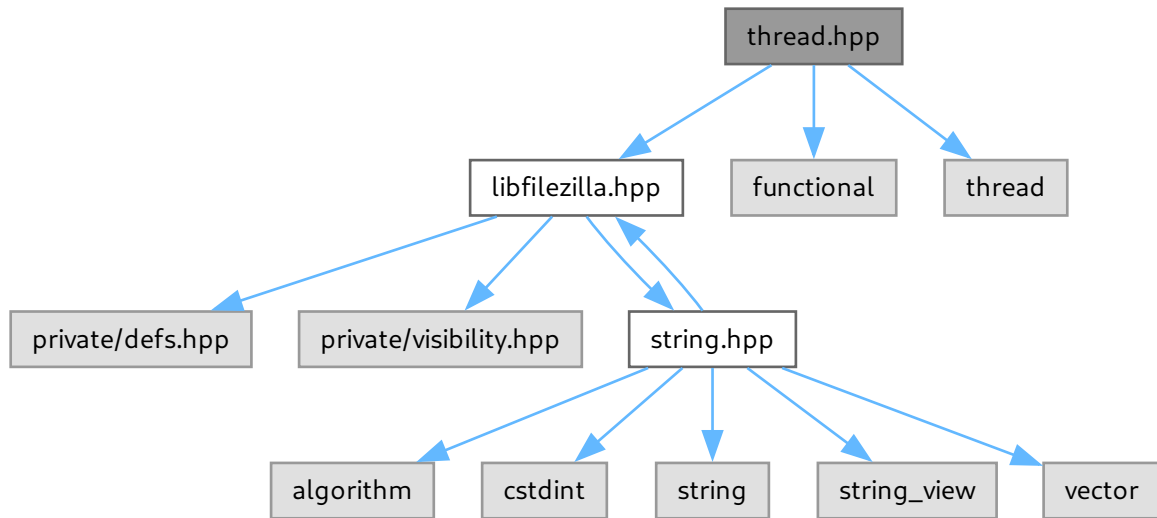 thread.hpp
libfilezilla.hpp
functional
thread
private/defs.hpp
private/visibility.hpp
string.hpp
algorithm
cstdint
string
string_view
vector